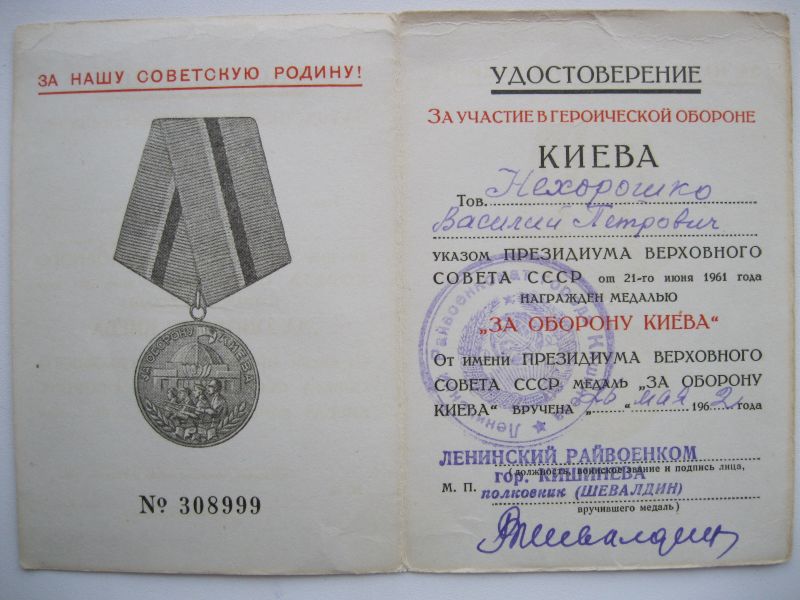 ЗА НАШУ СОВЕТСКУЮ РОДИНУ!
ЗА ОБОРОНУ КИЕВА
№ 308999
УДОСТОВЕРЕНИЕ
ЗА УЧАСТИЕ В ГЕРОИЧЕСКОЙ ОБОРОНЕ
КИЕВА
Тов. Нехорошко
Василий Петрович
УКАЗОМ ПРЕЗИДИУМА ВЕРХОВНОГО
СОВЕТА СССР от 21-го июня 1961 года
НАГРАЖДЕН МЕДАЛЬЮ
„ЗА ОБОРОНУ КИЕВА“
От имени ПРЕЗИДИУМА ВЕРХОВНОГО
СОВЕТА СССР МЕДАЛЬ „ЗА ОБОРОНУ
КИЕВА“ ВРУЧЕНА „ “ мая 1962 года
ЛЕНИНСКИЙ РАЙВОЕНКОМ
(должность, воинское звание и подпись лица,
гор. КИШИНЕВА
М. П. полковник (ШЕВАЛДИН)
вручившего медаль)